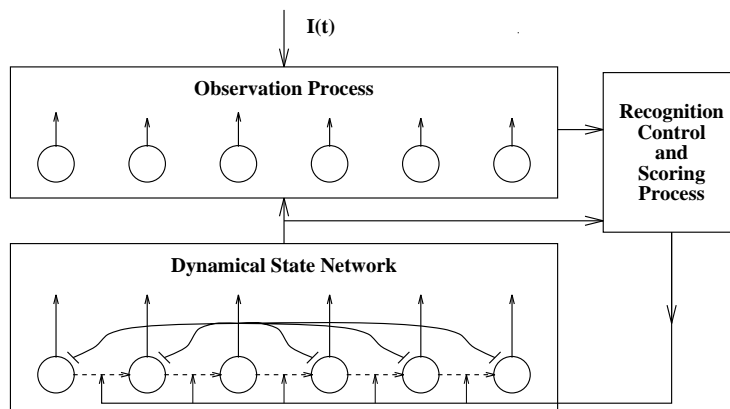 I(t)
Observation Process
Recognition
Control
and
Scoring
Process
Dynamical State Network